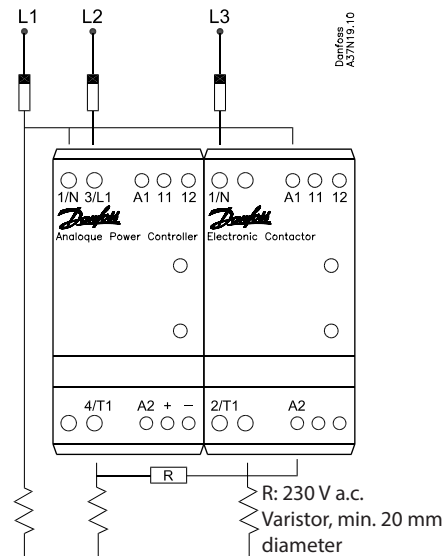 L1 L2 L3
Danfoss
A37N19.10
1/N 3/L1 A1 11 12 1/N A1 11 12
Danfoss Danfoss
Analogue Power Controller Electronic Contactor
4/T1 A2 + − 2/T1 A2
R
R: 230 V a.c.
Varistor, min. 20 mm
diameter